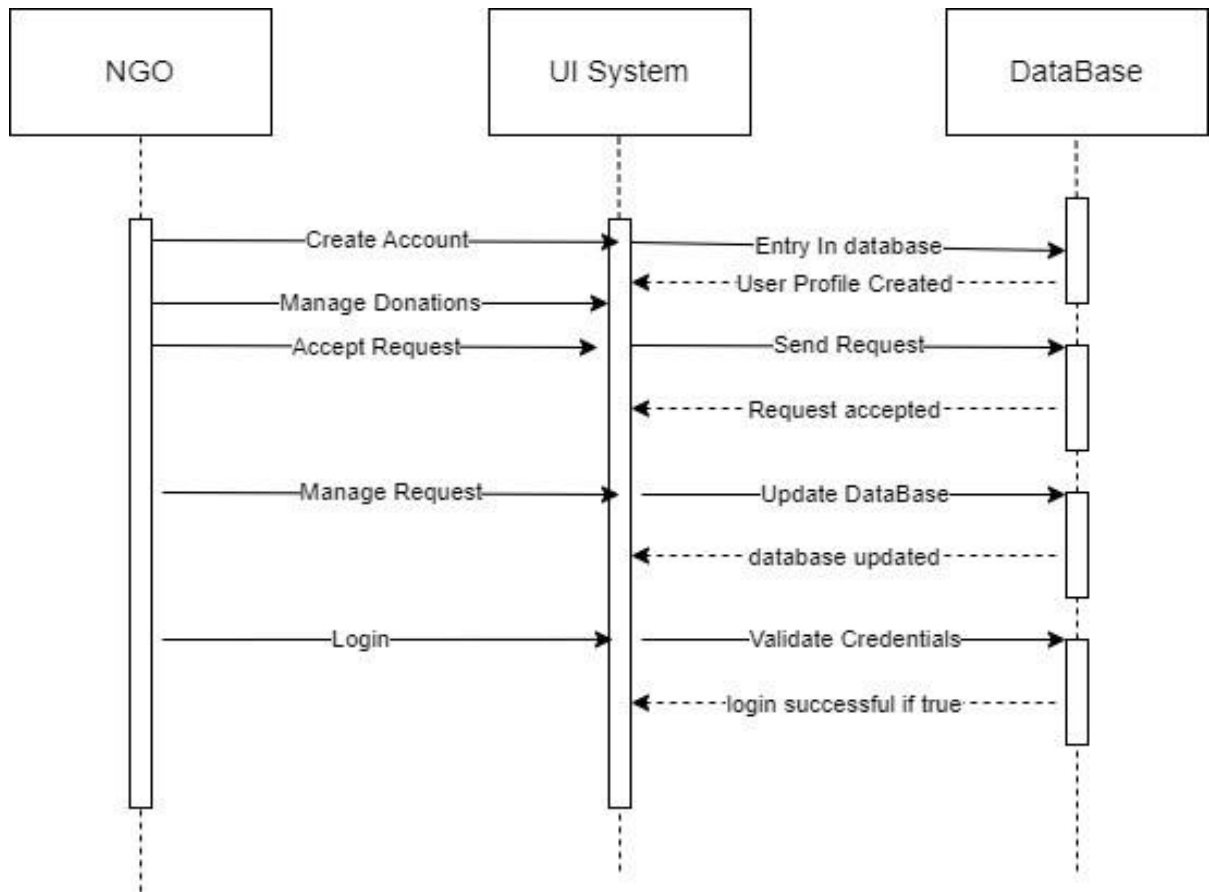 NGO
UI System
DataBase
Create Account
Entry In database
User Profile Created
Manage Donations
Accept Request
Send Request
Request accepted
Manage Request
Update DataBase
database updated
Login
Validate Credentials
login successful if true